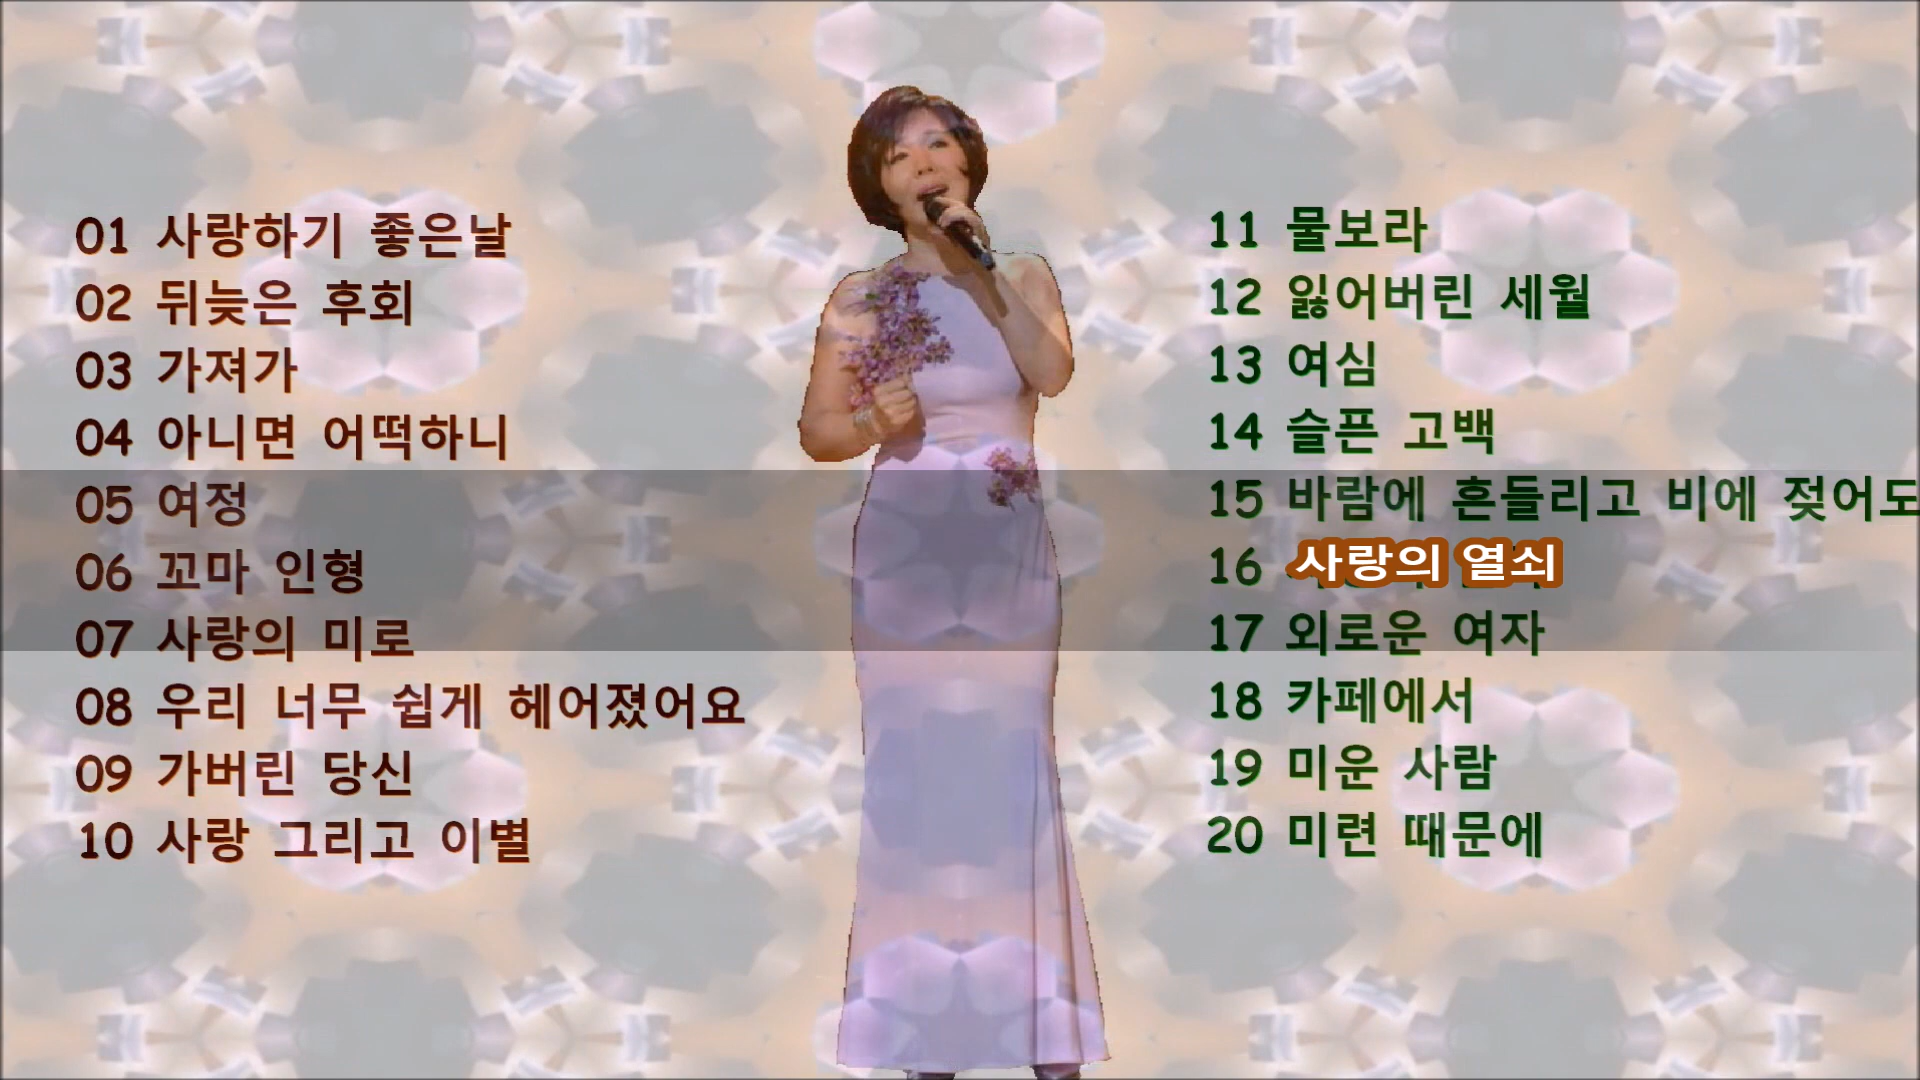 01 사랑하기 좋은날
02 뒤늦은 후회
03 가져가
04 아니면 어떡하니
05 여정
06 꼬마 인형
07 사랑의 미로
08 우리 너무 쉽게 헤어졌어요
09 가버린 당신
10 사랑 그리고 이별
11 물보라
12 잃어버린 세월
13 여심
14 슬픈 고백
15 바람에 흔들리고 비에 젖어도
16 사랑의 열쇠
17 외로운 여자
18 카페에서
19 미운 사람
20 미련 때문에